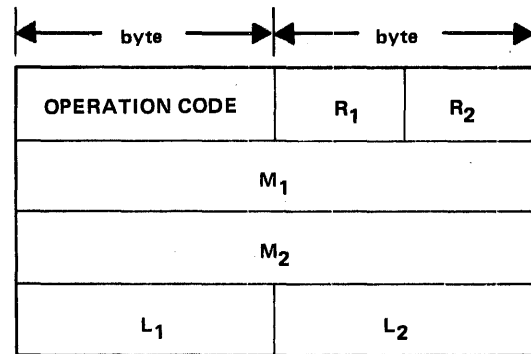 byte byte
OPERATION CODE R₁ R₂
M₁
M₂
L₁ L₂